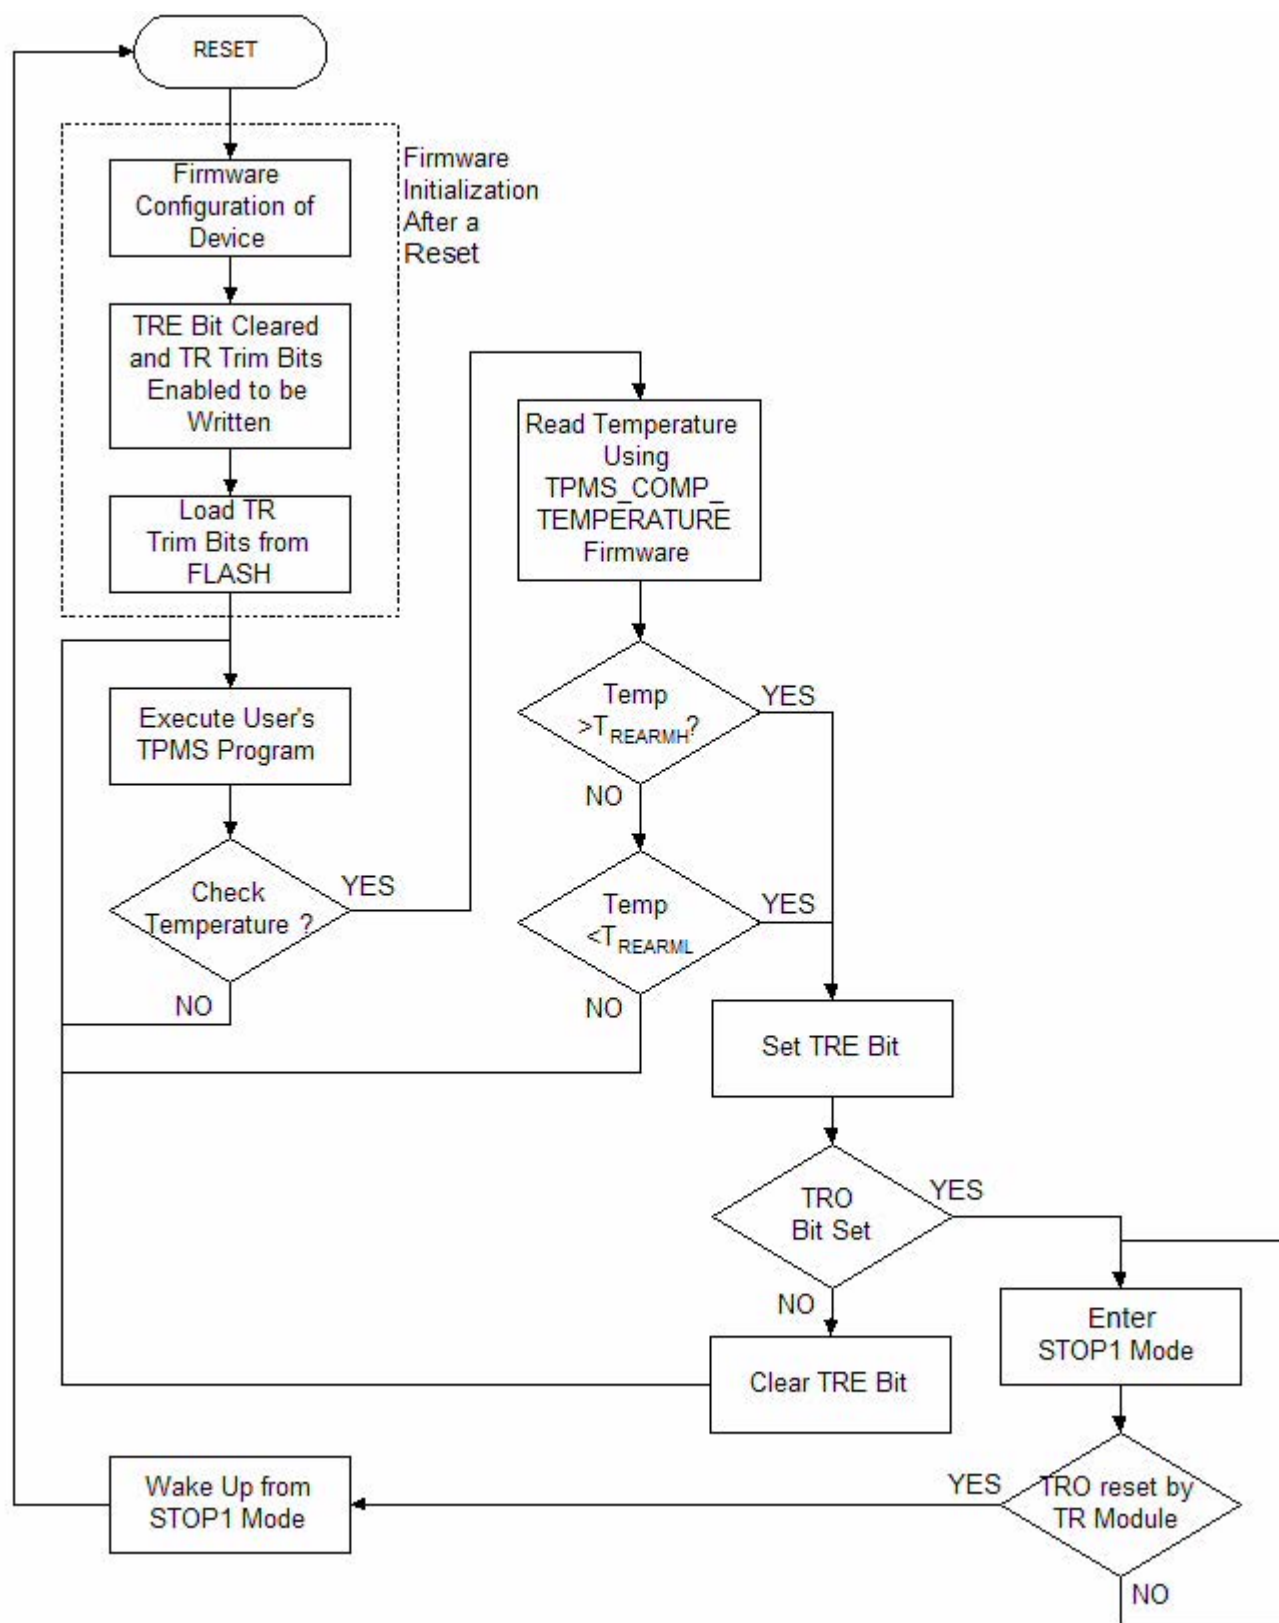 RESET
Firmware
Initialization
After a
Reset
Firmware
Configuration of
Device
TRE Bit Cleared
and TR Trim Bits
Enabled to be
Written
Load TR
Trim Bits from
FLASH
Execute User's
TPMS Program
Check
Temperature ?
YES
NO
Read Temperature
Using
TPMS_COMP_
TEMPERATURE
Firmware
Temp
>TREARMH?
YES
NO
Temp
<TREARML
YES
NO
Set TRE Bit
TRO
Bit Set
YES
NO
Clear TRE Bit
Enter
STOP1 Mode
TRO reset by
TR Module
YES
NO
Wake Up from
STOP1 Mode